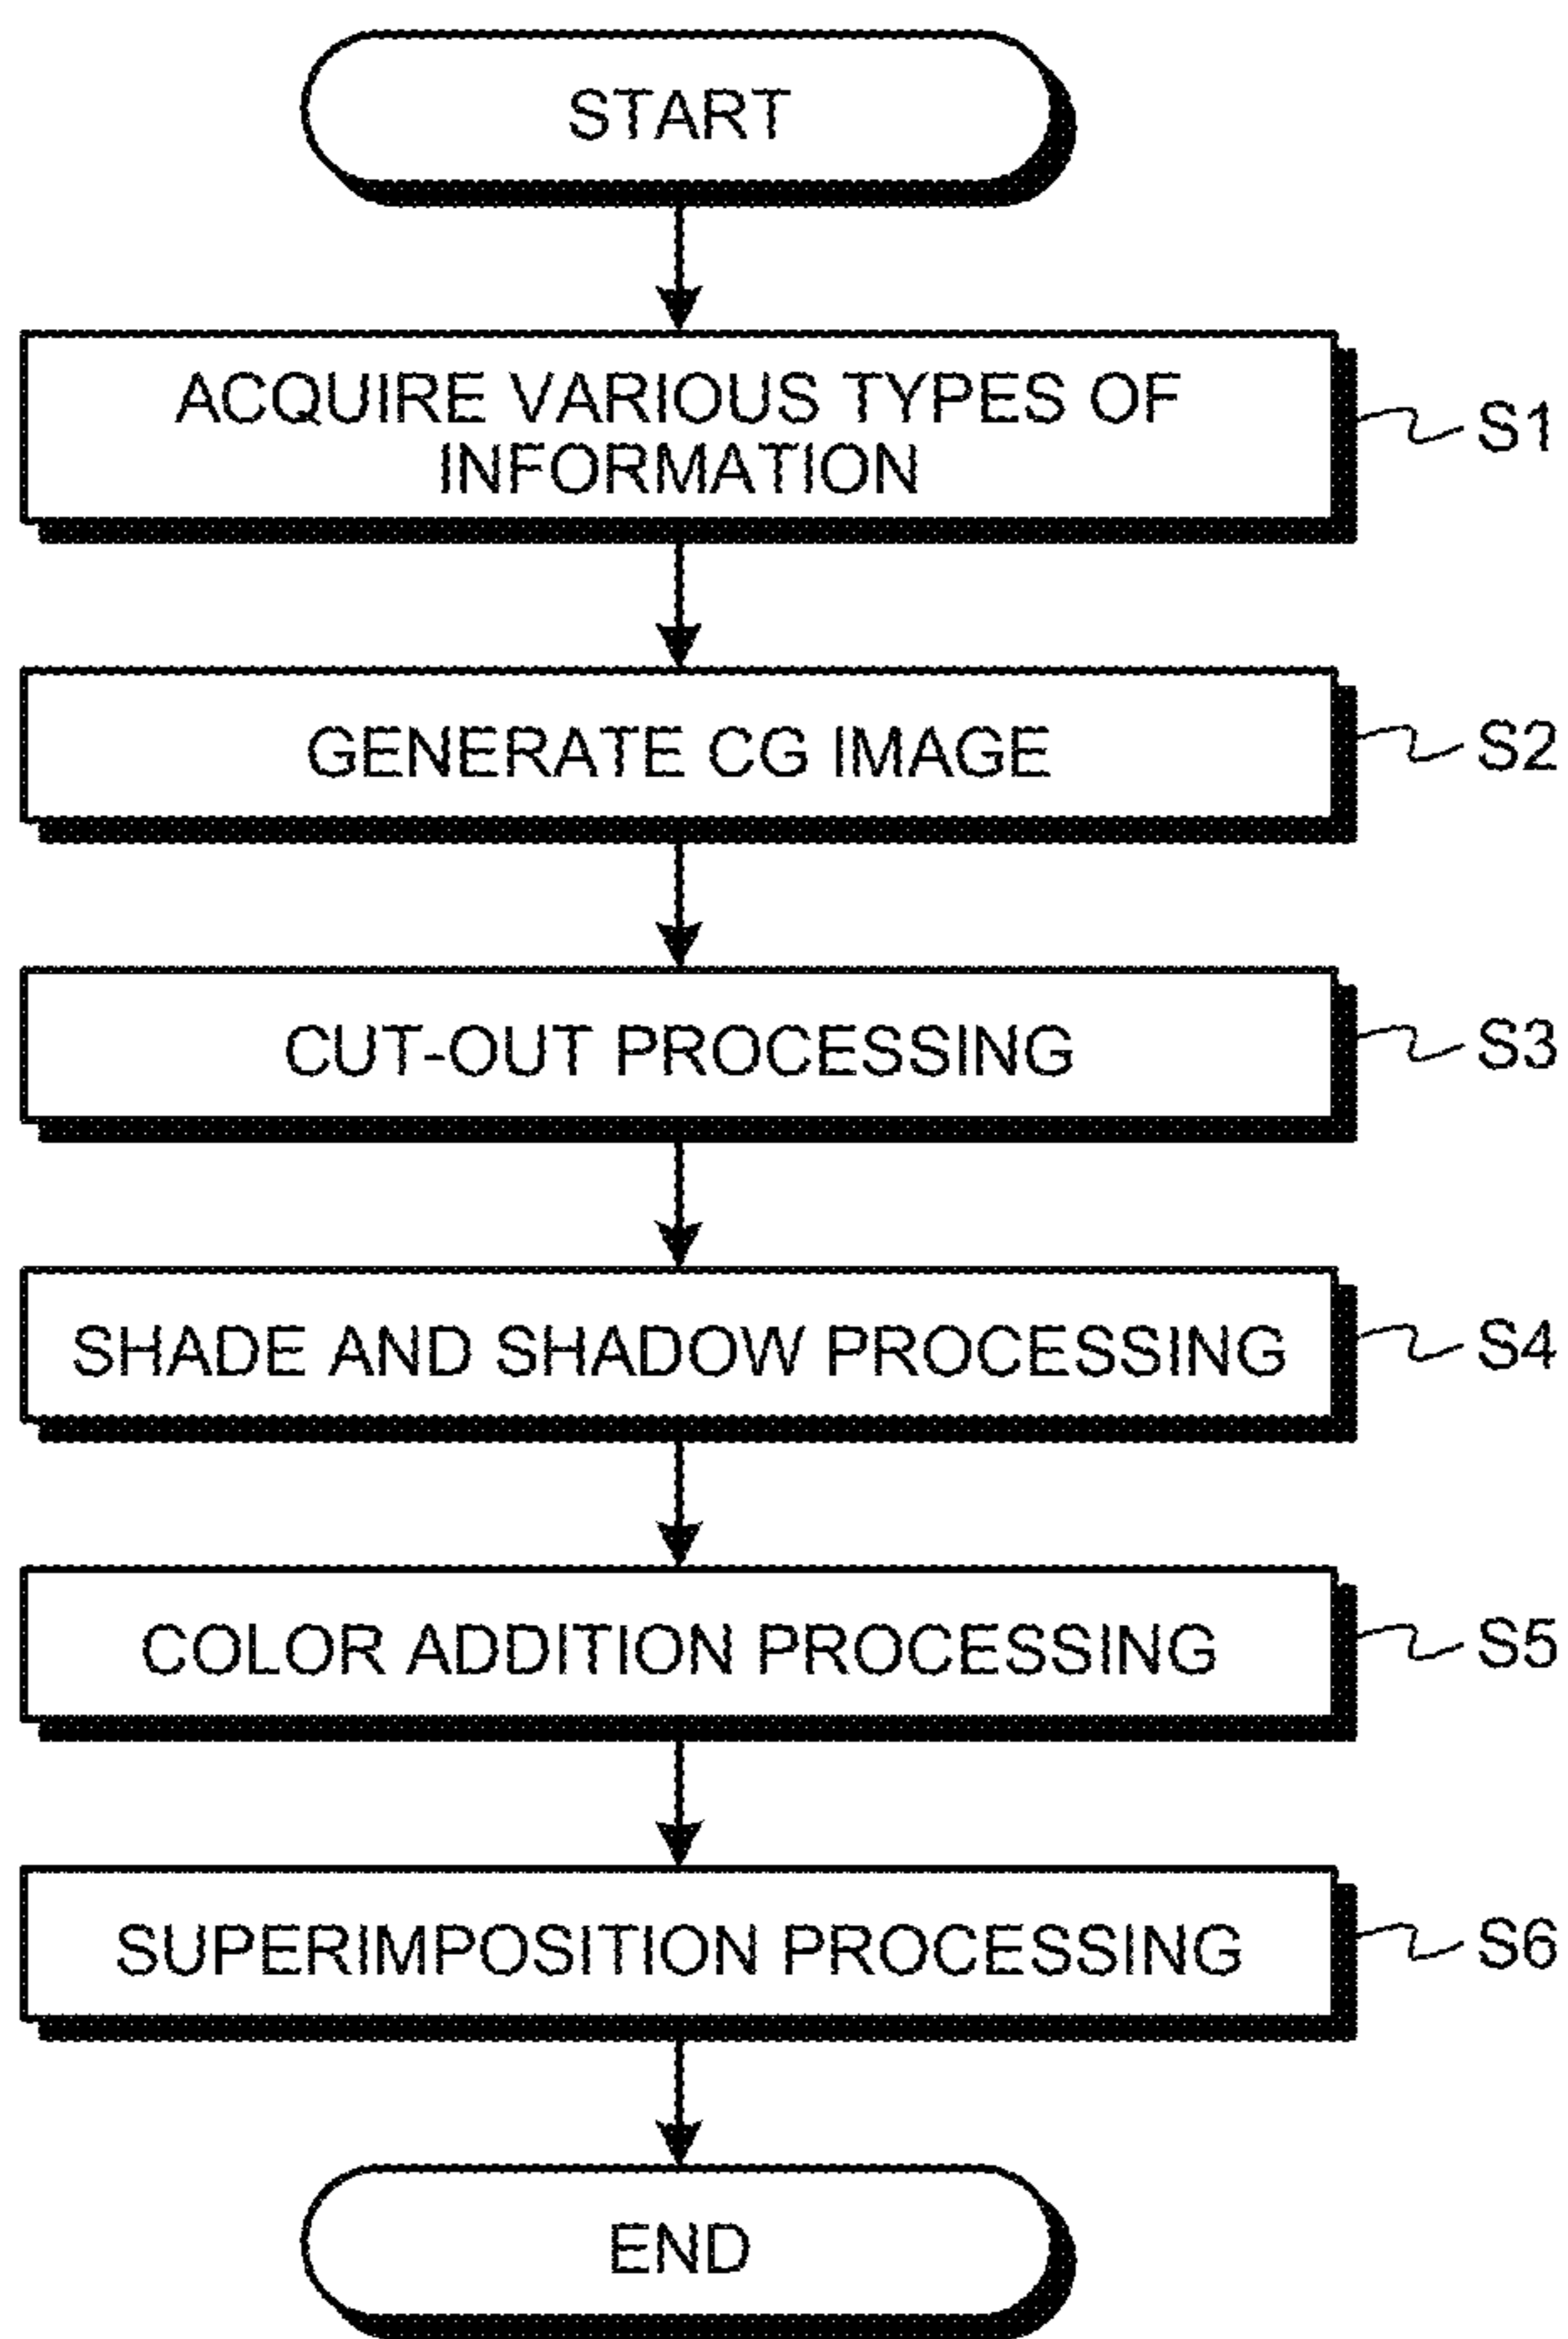 START
ACQUIRE VARIOUS TYPES OF
INFORMATION
S1
GENERATE CG IMAGE
S2
CUT-OUT PROCESSING
S3
SHADE AND SHADOW PROCESSING
S4
COLOR ADDITION PROCESSING
S5
SUPERIMPOSITION PROCESSING
S6
END